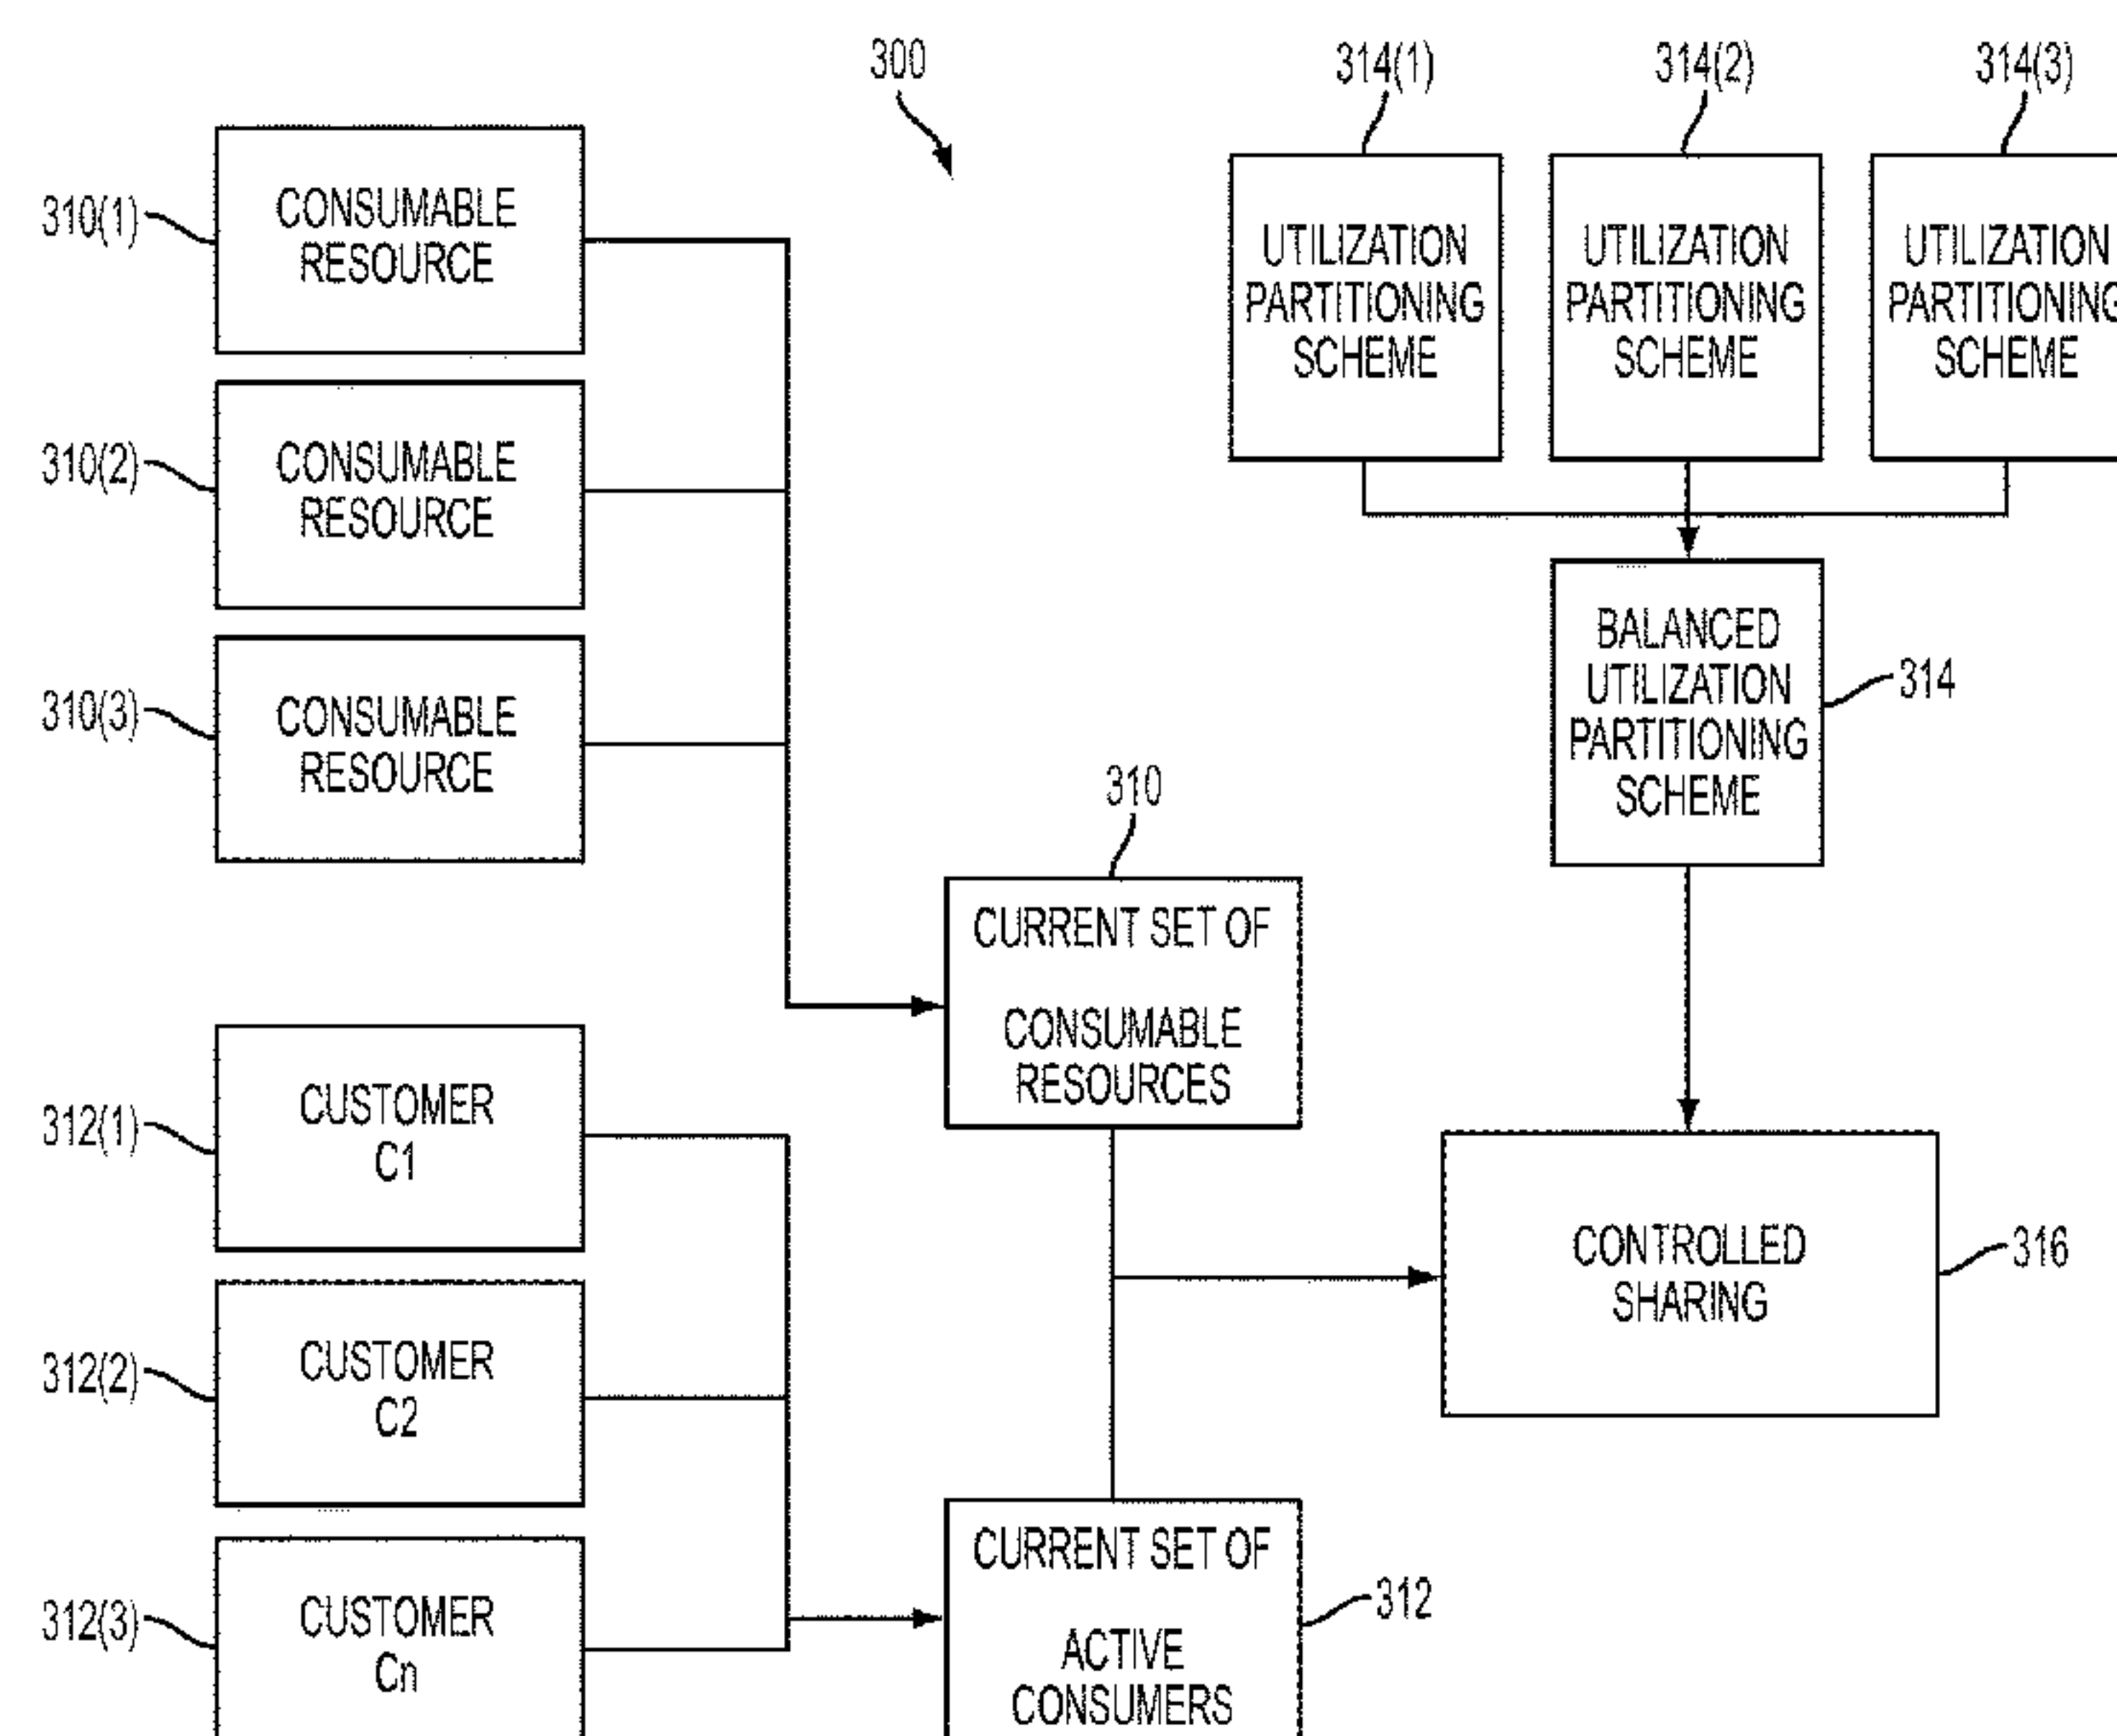 300
314(1)
314(2)
314(3)
310(1)
CONSUMABLE
RESOURCE
310(2)
CONSUMABLE
RESOURCE
310(3)
CONSUMABLE
RESOURCE
UTILIZATION
PARTITIONING
SCHEME
UTILIZATION
PARTITIONING
SCHEME
UTILIZATION
PARTITIONING
SCHEME
BALANCED
UTILIZATION
PARTITIONING
SCHEME
314
310
CURRENT SET OF
CONSUMABLE
RESOURCES
312(1)
CUSTOMER
C1
312(2)
CUSTOMER
C2
312(3)
CUSTOMER
Cn
CONTROLLED
SHARING
316
CURRENT SET OF
ACTIVE
CONSUMERS
312